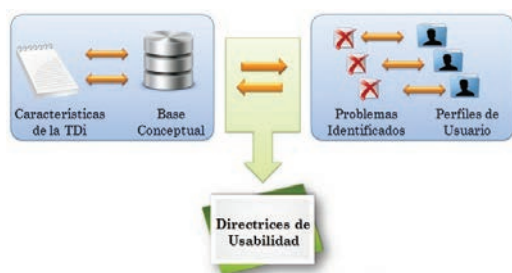 Características
de la TDi
Base
Conceptual
Problemas
Identificados
Perfiles de
Usuario
Directrices de
Usabilidad